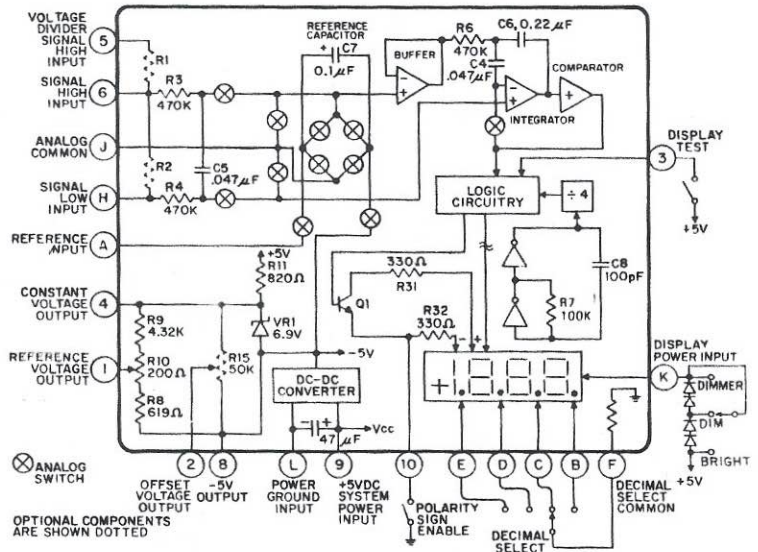 VOLTAGE
DIVIDER
SIGNAL
HIGH
INPUT
5
R1
SIGNAL
HIGH
INPUT
6
R3
470K
ANALOG
COMMON
J
R2
C5
.047µF
SIGNAL
LOW
INPUT
H
R4
470K
REFERENCE
INPUT
A
REFERENCE
CAPACITOR
+ C7
0.1µF
BUFFER
-
+
R6
470K
C6, 0.22µF
C4
.047µF
-
+
INTEGRATOR
COMPARATOR
+
3
DISPLAY
TEST
+5V
LOGIC
CIRCUITRY
÷4
C8
100pF
R7
100K
+5V
R11
820Ω
330Ω
R31
Q1
R32
330Ω
- +
CONSTANT
VOLTAGE
OUTPUT
4
R9
4.32K
VR1
6.9V
REFERENCE
VOLTAGE
OUTPUT
1
R10
200Ω
R15
50K
R8
619Ω
-5V
DC-DC
CONVERTER
- +
47 µF
Vcc
+1.8.8.8
DISPLAY
POWER INPUT
K
DIMMER
DIM
BRIGHT
+5V
ANALOG
SWITCH
2
OFFSET
VOLTAGE
OUTPUT
8
-5V
OUTPUT
L
POWER
GROUND
INPUT
9
+5VDC
SYSTEM
POWER
INPUT
10
POLARITY
SIGN
ENABLE
E
D
C
B
F
DECIMAL
SELECT
DECIMAL
SELECT
COMMON
OPTIONAL COMPONENTS
ARE SHOWN DOTTED